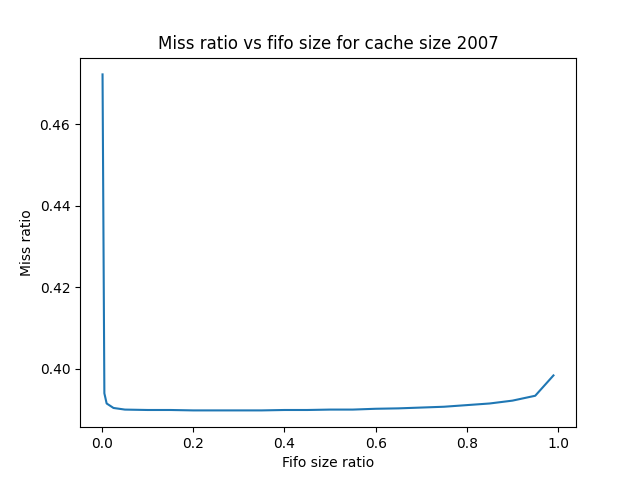 Miss ratio vs fifo size for cache size 2007
0.46
0.44
0.42
0.40
Miss ratio
0.0 0.2 0.4 0.6 0.8 1.0
Fifo size ratio